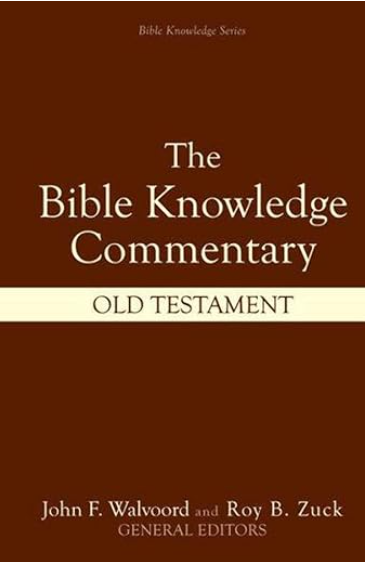 Bible Knowledge Series
The
Bible Knowledge
Commentary
OLD TESTAMENT
John F. Walvoord and Roy B. Zuck
GENERAL EDITORS